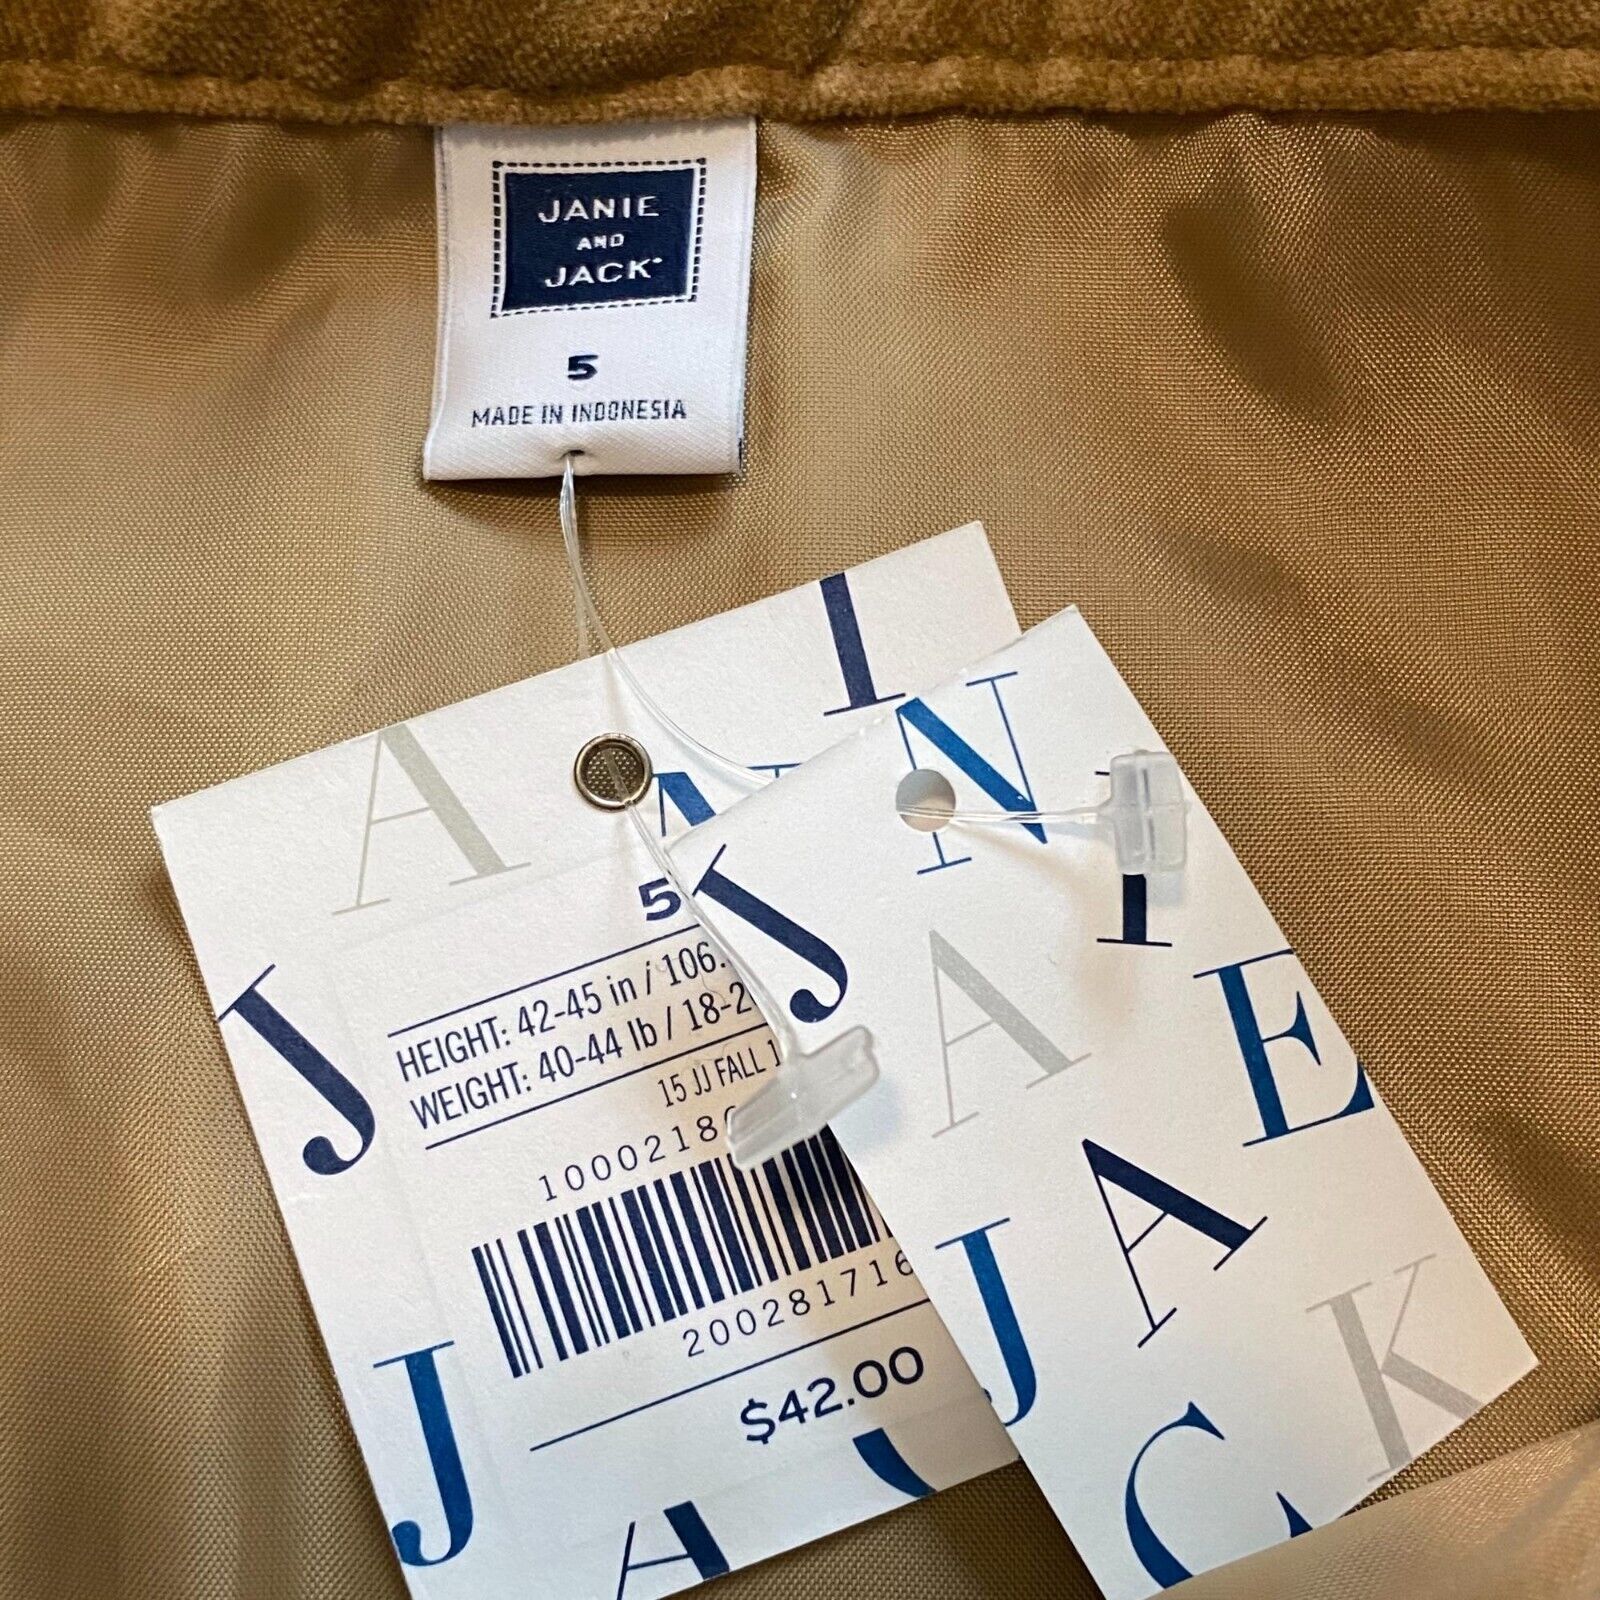 JANIE
AND
JACK
5
MADE IN INDONESIA
5
HEIGHT: 42-45 in / 106.
WEIGHT: 40-44 lb / 18-2
15 JJ FALL 1
1000218
200281716
$42.00
J A N I E
J A C K
J A N I
J A